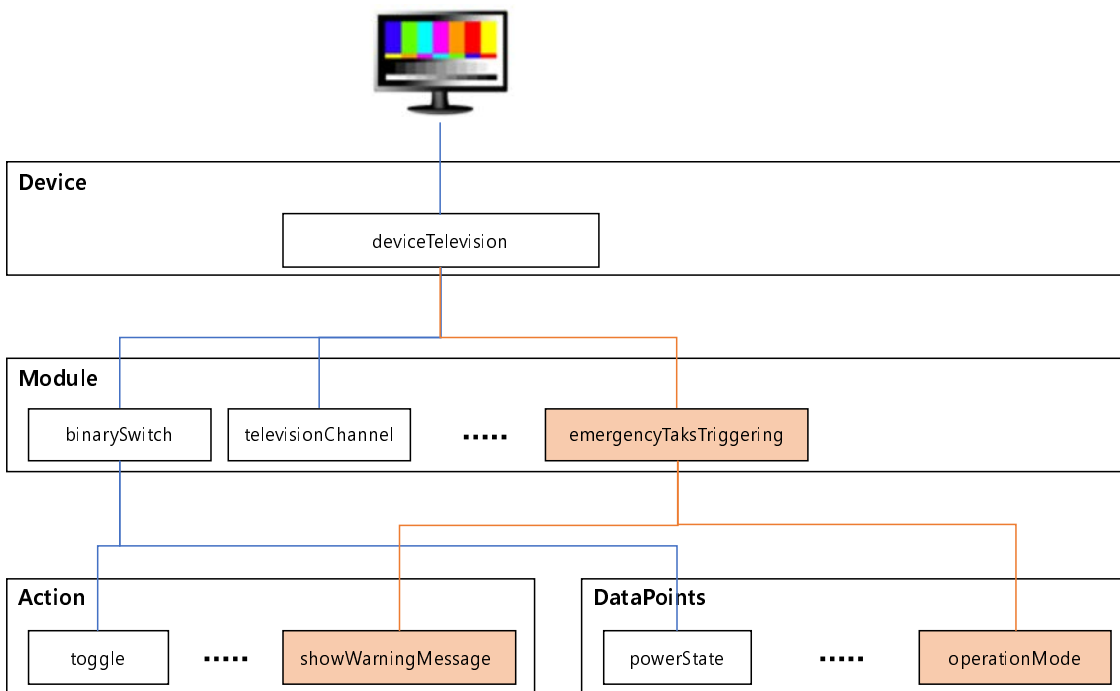 Device
deviceTelevision
Module
binarySwitch
televisionChannel
.....
emergencyTaksTriggering
Action
toggle
.....
showWarningMessage
DataPoints
powerState
.....
operationMode